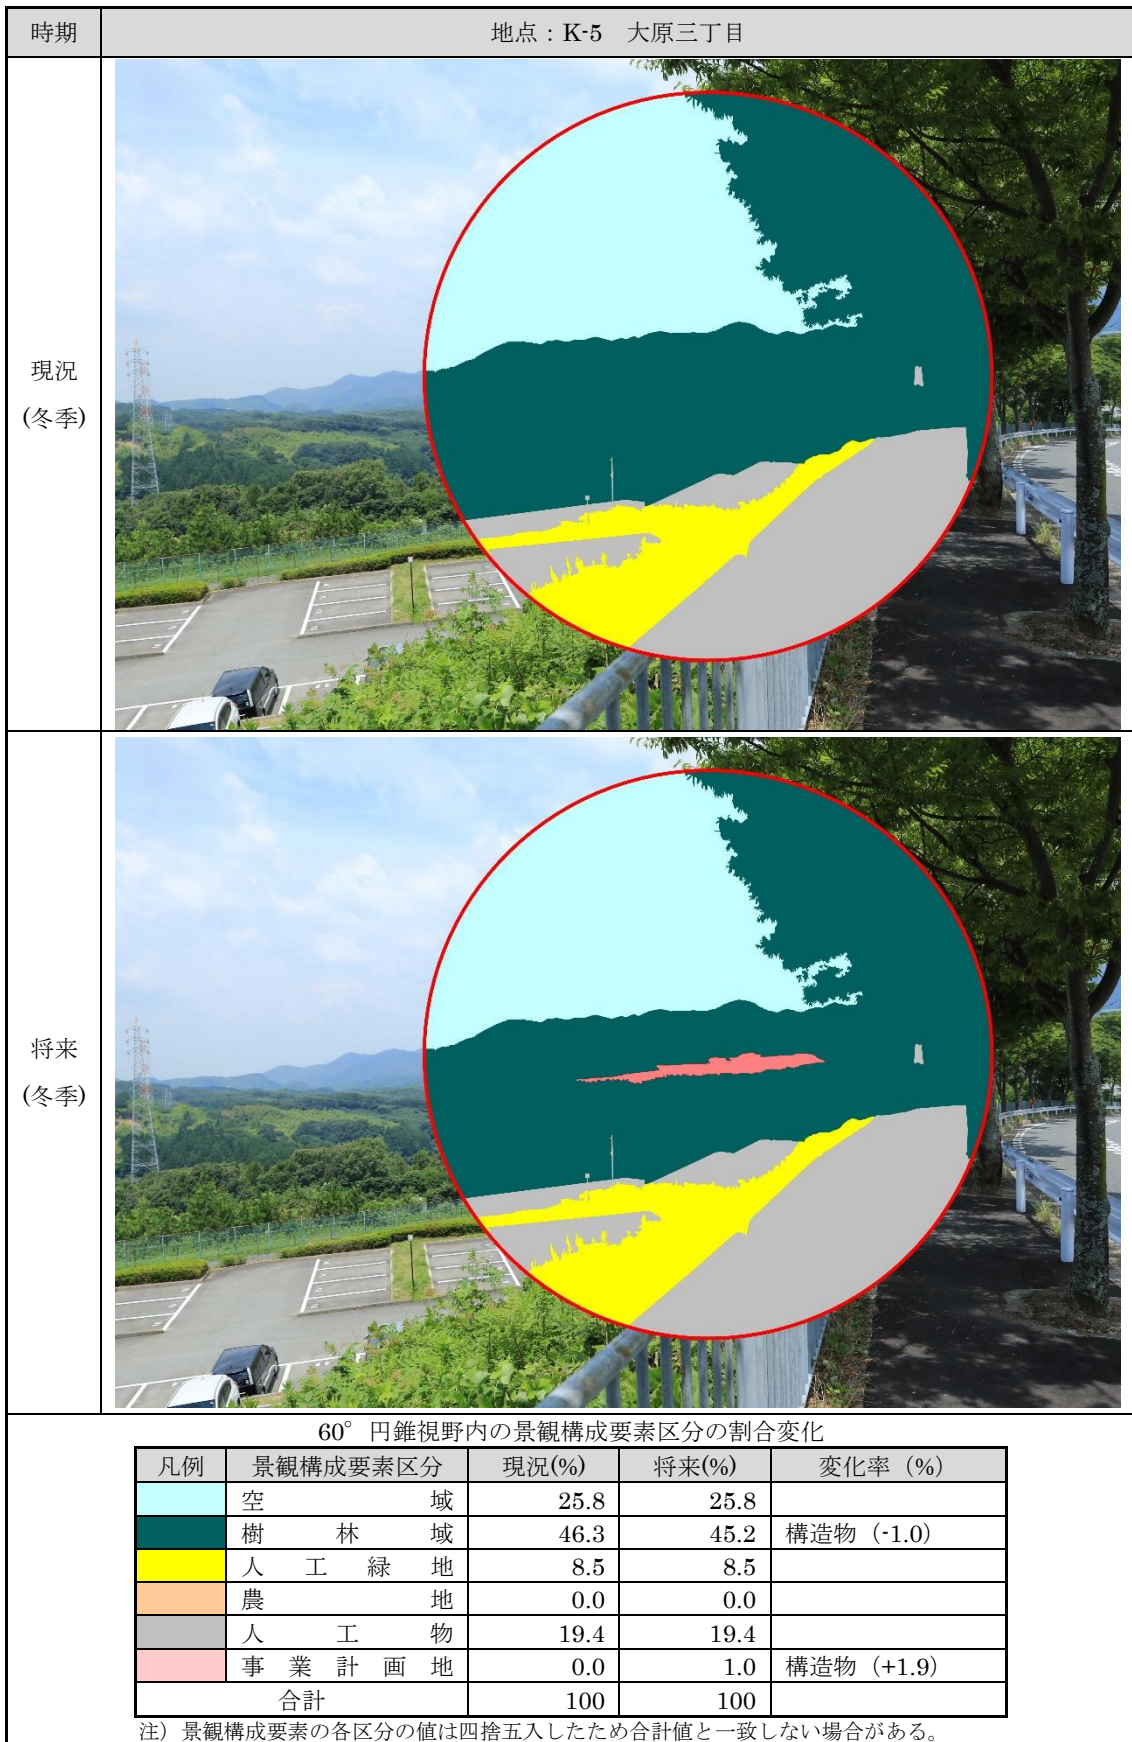 時期 地点：K-5 大原三丁目
現況
(冬季)
将来
(冬季)
60°円錐視野内の景観構成要素区分の割合変化
凡例 景観構成要素区分 現況(%) 将来(%) 変化率（%）
空域 25.8 25.8
樹林域 46.3 45.2 構造物（-1.0）
人工緑地 8.5 8.5
農地 0.0 0.0
人工物 19.4 19.4
事業計画地 0.0 1.0 構造物（+1.9）
合計 100 100
注）景観構成要素の各区分の値は四捨五入したため合計値と一致しない場合がある。